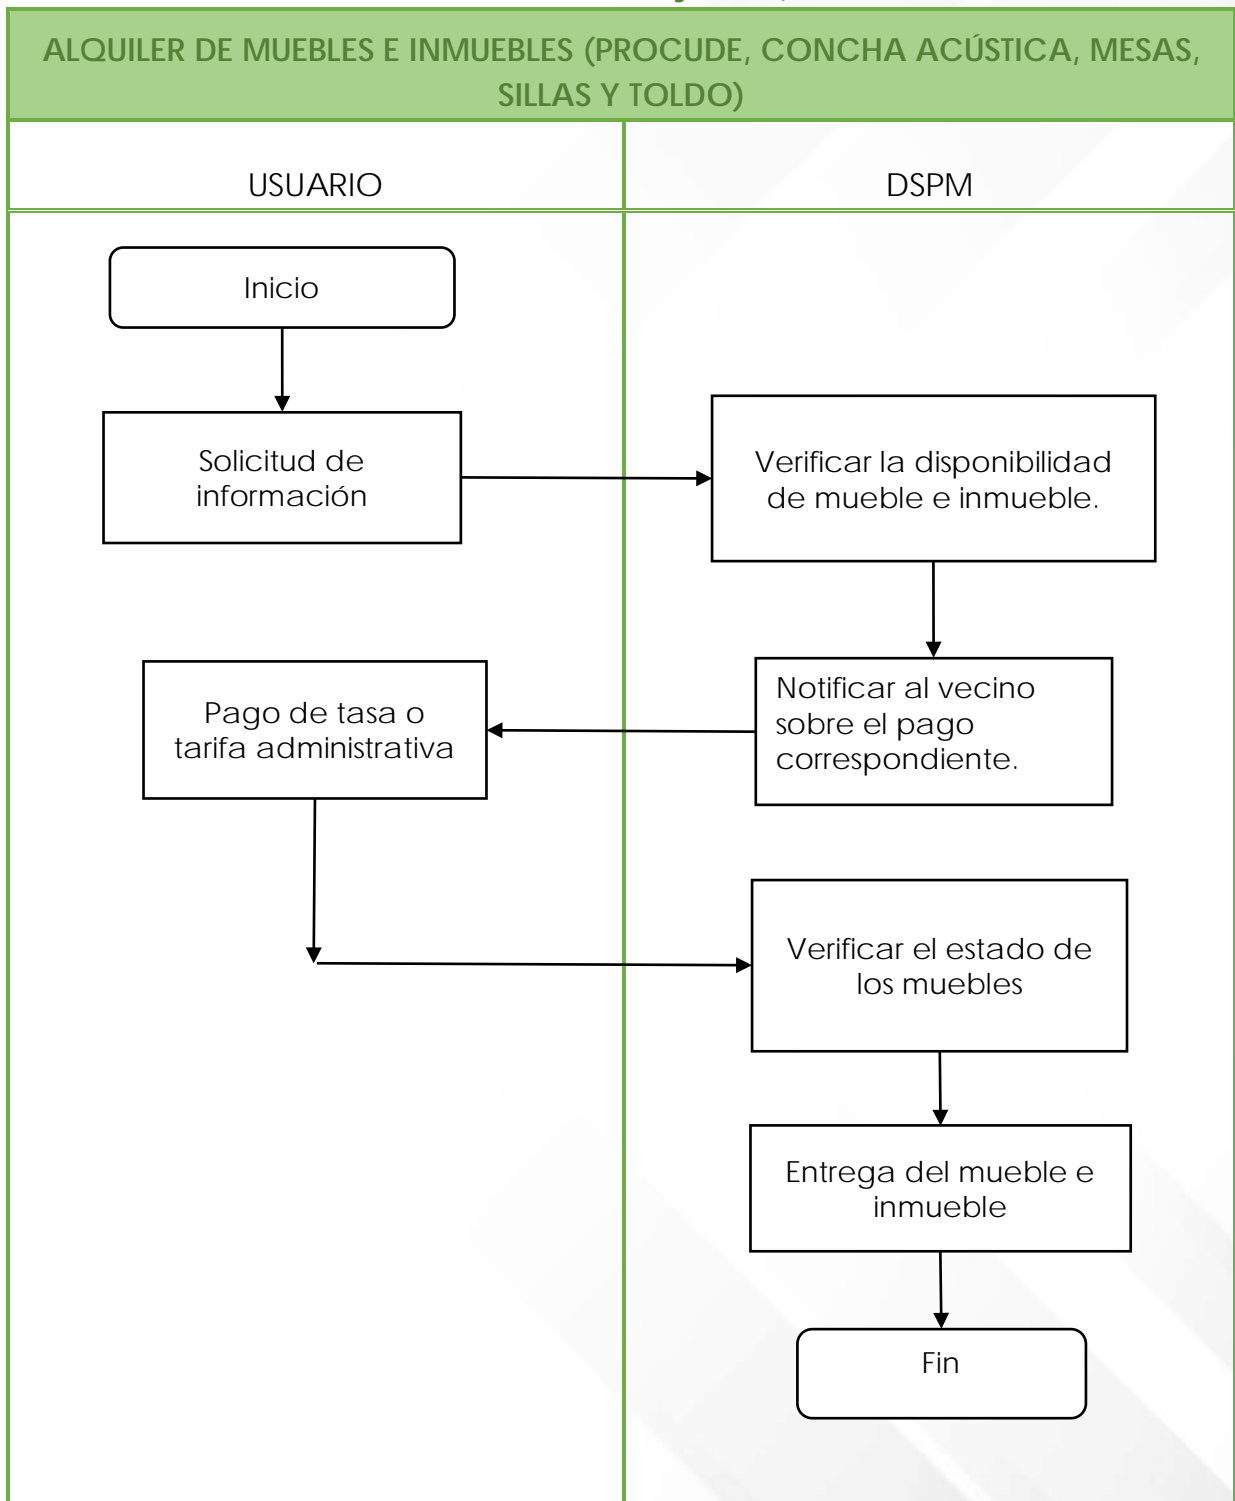 ALQUILER DE MUEBLES E INMUEBLES (PROCUDE, CONCHA ACÚSTICA, MESAS,
SILLAS Y TOLDO)
USUARIO
DSPM
Inicio
Solicitud de
información
Verificar la disponibilidad
de mueble e inmueble.
Notificar al vecino
sobre el pago
correspondiente.
Pago de tasa o
tarifa administrativa
Verificar el estado de
los muebles
Entrega del mueble e
inmueble
Fin